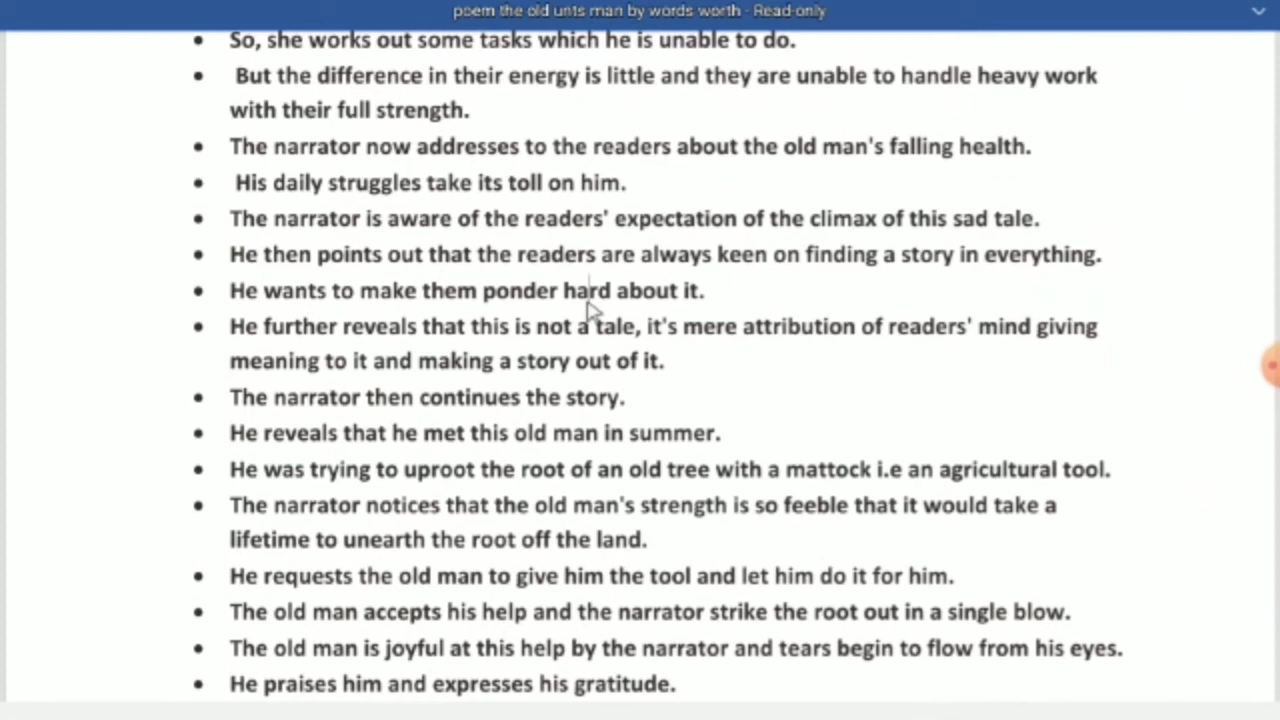 poem the old unts man by words worth - Read-only
• So, she works out some tasks which he is unable to do.
• But the difference in their energy is little and they are unable to handle heavy work
with their full strength.
• The narrator now addresses to the readers about the old man's falling health.
• His daily struggles take its toll on him.
• The narrator is aware of the readers' expectation of the climax of this sad tale.
• He then points out that the readers are always keen on finding a story in everything.
• He wants to make them ponder hard about it.
• He further reveals that this is not a tale, it's mere attribution of readers' mind giving
meaning to it and making a story out of it.
• The narrator then continues the story.
• He reveals that he met this old man in summer.
• He was trying to uproot the root of an old tree with a mattock i.e an agricultural tool.
• The narrator notices that the old man's strength is so feeble that it would take a
lifetime to unearth the root off the land.
• He requests the old man to give him the tool and let him do it for him.
• The old man accepts his help and the narrator strike the root out in a single blow.
• The old man is joyful at this help by the narrator and tears begin to flow from his eyes.
• He praises him and expresses his gratitude.